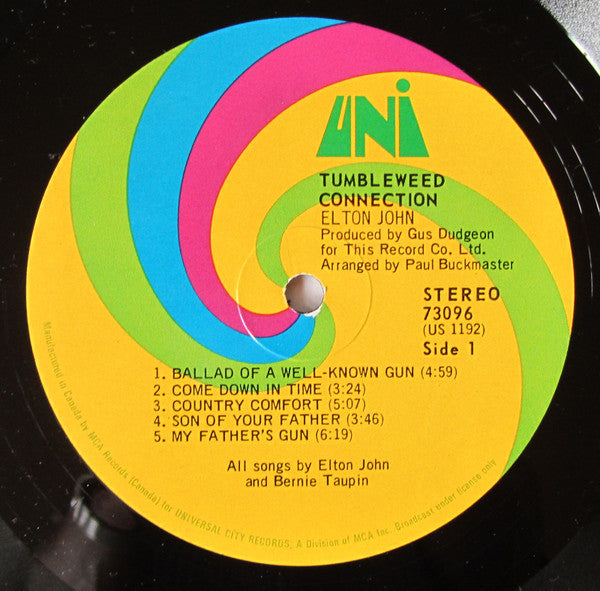 UNI
TUMBLEWEED
CONNECTION
ELTON JOHN
Produced by Gus Dudgeon
for This Record Co. Ltd.
Arranged by Paul Buckmaster
STEREO
73096
(US 1192)
Side 1
1. BALLAD OF A WELL-KNOWN GUN (4:59)
2. COME DOWN IN TIME (3:24)
3. COUNTRY COMFORT (5:07)
4. SON OF YOUR FATHER (3:46)
5. MY FATHER'S GUN (6:19)
All songs by Elton John
and Bernie Taupin
Manufactured in Canada by MCA Records (Canada) for UNIVERSAL CITY RECORDS, A Division of MCA Inc. Broadcast under license only